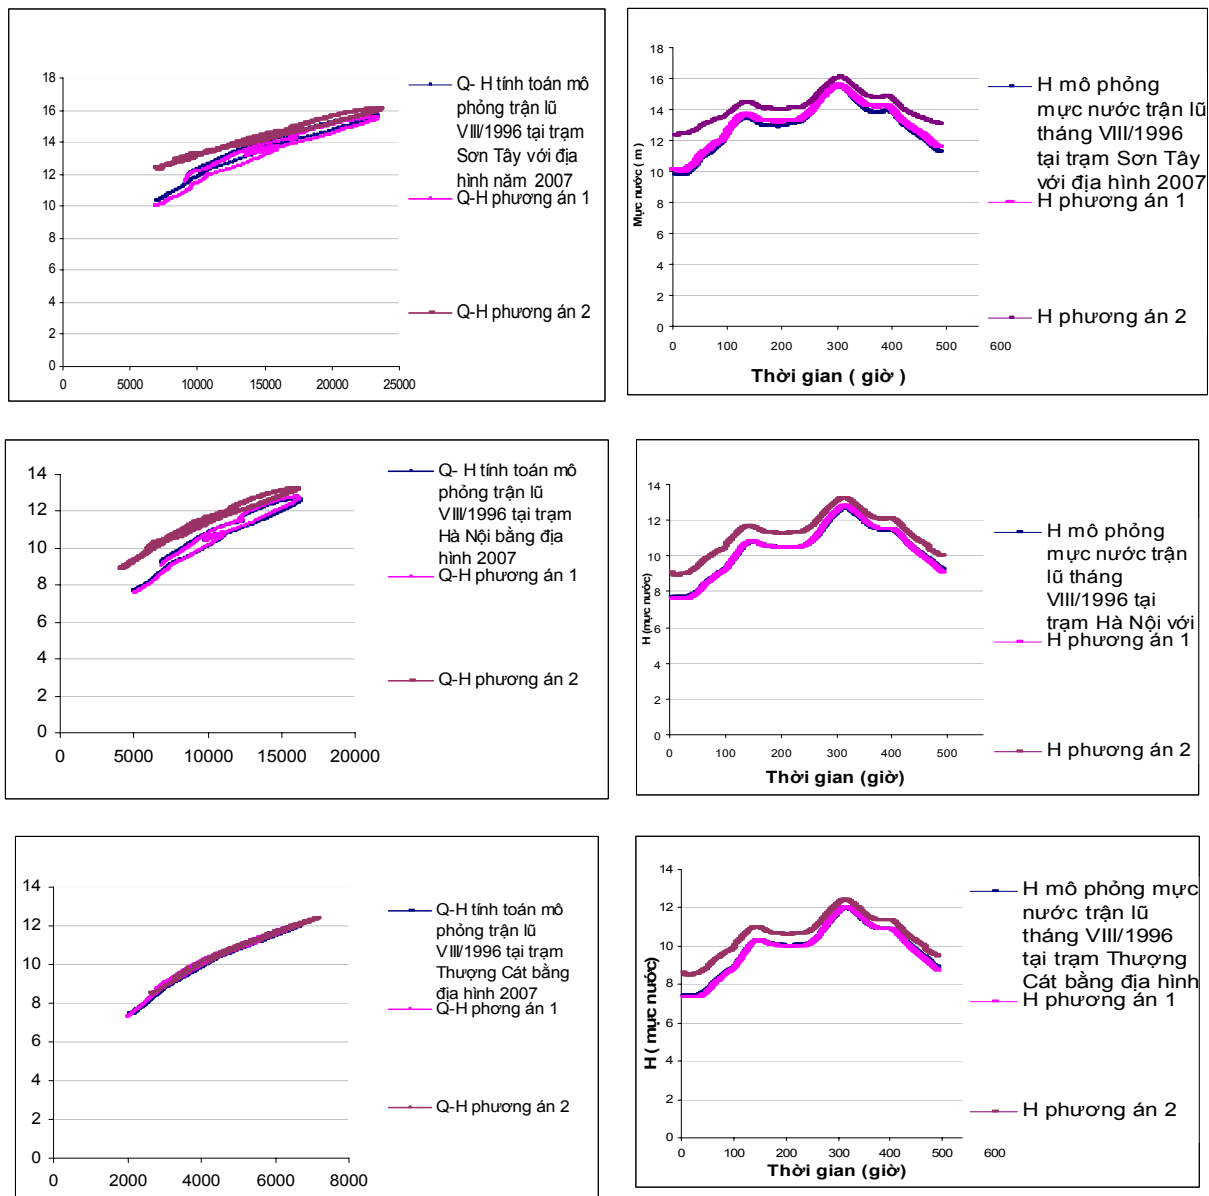 18
16
14
12
10
8
6
4
2
0
0 5000 10000 15000 20000 25000
Q- H tính toán mô
phỏng trận lũ
VIII/1996 tại trạm
Sơn Tây với địa
hình năm 2007
Q-H phương án 1
Q-H phương án 2
Mực nước ( m )
18
16
14
12
10
8
6
4
2
0
0 100 200 300 400 500 600
Thời gian ( giờ )
H mô phỏng
mực nước trận lũ
tháng VIII/1996
tại trạm Sơn Tây
với địa hình 2007
H phương án 1
H phương án 2
14
12
10
8
6
4
2
0
0 5000 10000 15000 20000
Q- H tính toán mô
phỏng trận lũ
VIII/1996 tại trạm
Hà Nội bằng địa
hình 2007
Q-H phương án 1
Q-H phương án 2
H (mực nước)
14
12
10
8
6
4
2
0
0 100 200 300 400 500
Thời gian (giờ)
H mô phỏng
mực nước trận
lũ tháng
VIII/1996 tại
trạm Hà Nội với
H phương án 1
H phương án 2
14
12
10
8
6
4
2
0
0 2000 4000 6000 8000
Q-H tính toán mô
phỏng trận lũ
VIII/1996 tại trạm
Thượng Cát bằng
địa hình 2007
Q-H phơng án 1
Q-H phương án 2
H ( mực nước)
14
12
10
8
6
4
2
0
0 100 200 300 400 500 600
Thời gian (giờ)
H mô phỏng mực
nước trận lũ
tháng VIII/1996
tại trạm Thượng
Cát bằng địa hình
H phương án 1
H phương án 2